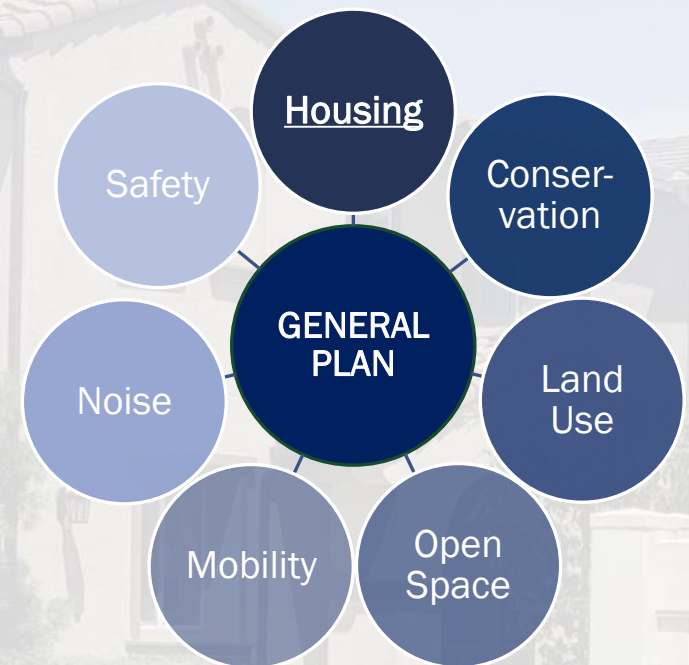 Housing
Conser-
vation
Land
Use
Open
Space
Mobility
Noise
Safety
GENERAL
PLAN